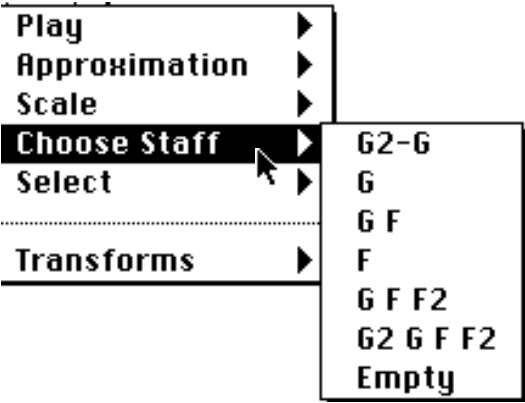 Play
Approximation
Scale
Choose Staff
Select
Transforms
G2-G
G
G F
F
G F F2
G2 G F F2
Empty